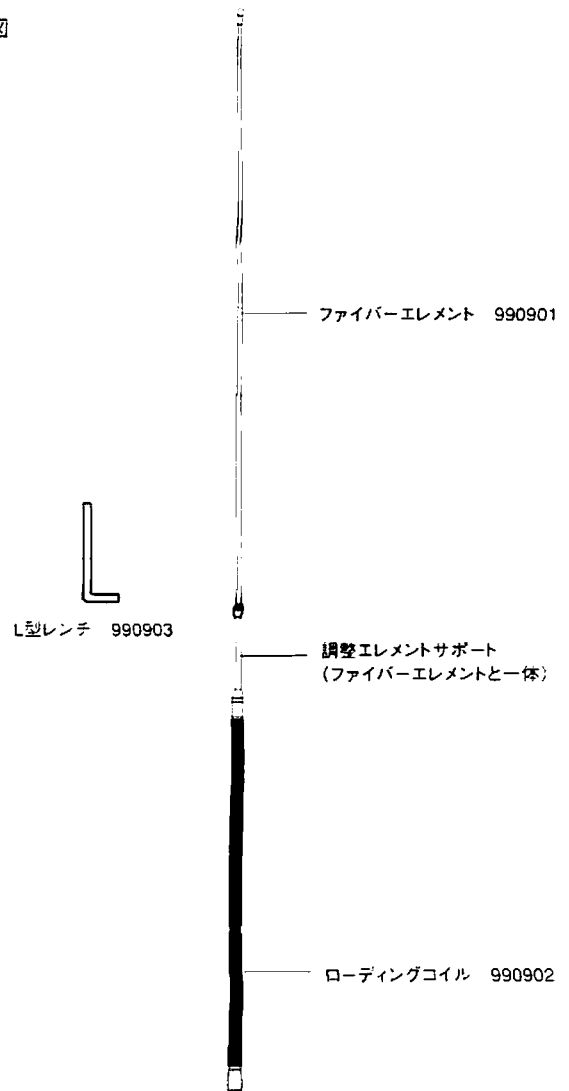 図
ファイバーエレメント 990901
L型レンチ 990903
調整エレメントサポート
(ファイバーエレメントと一体)
ローディングコイル 990902